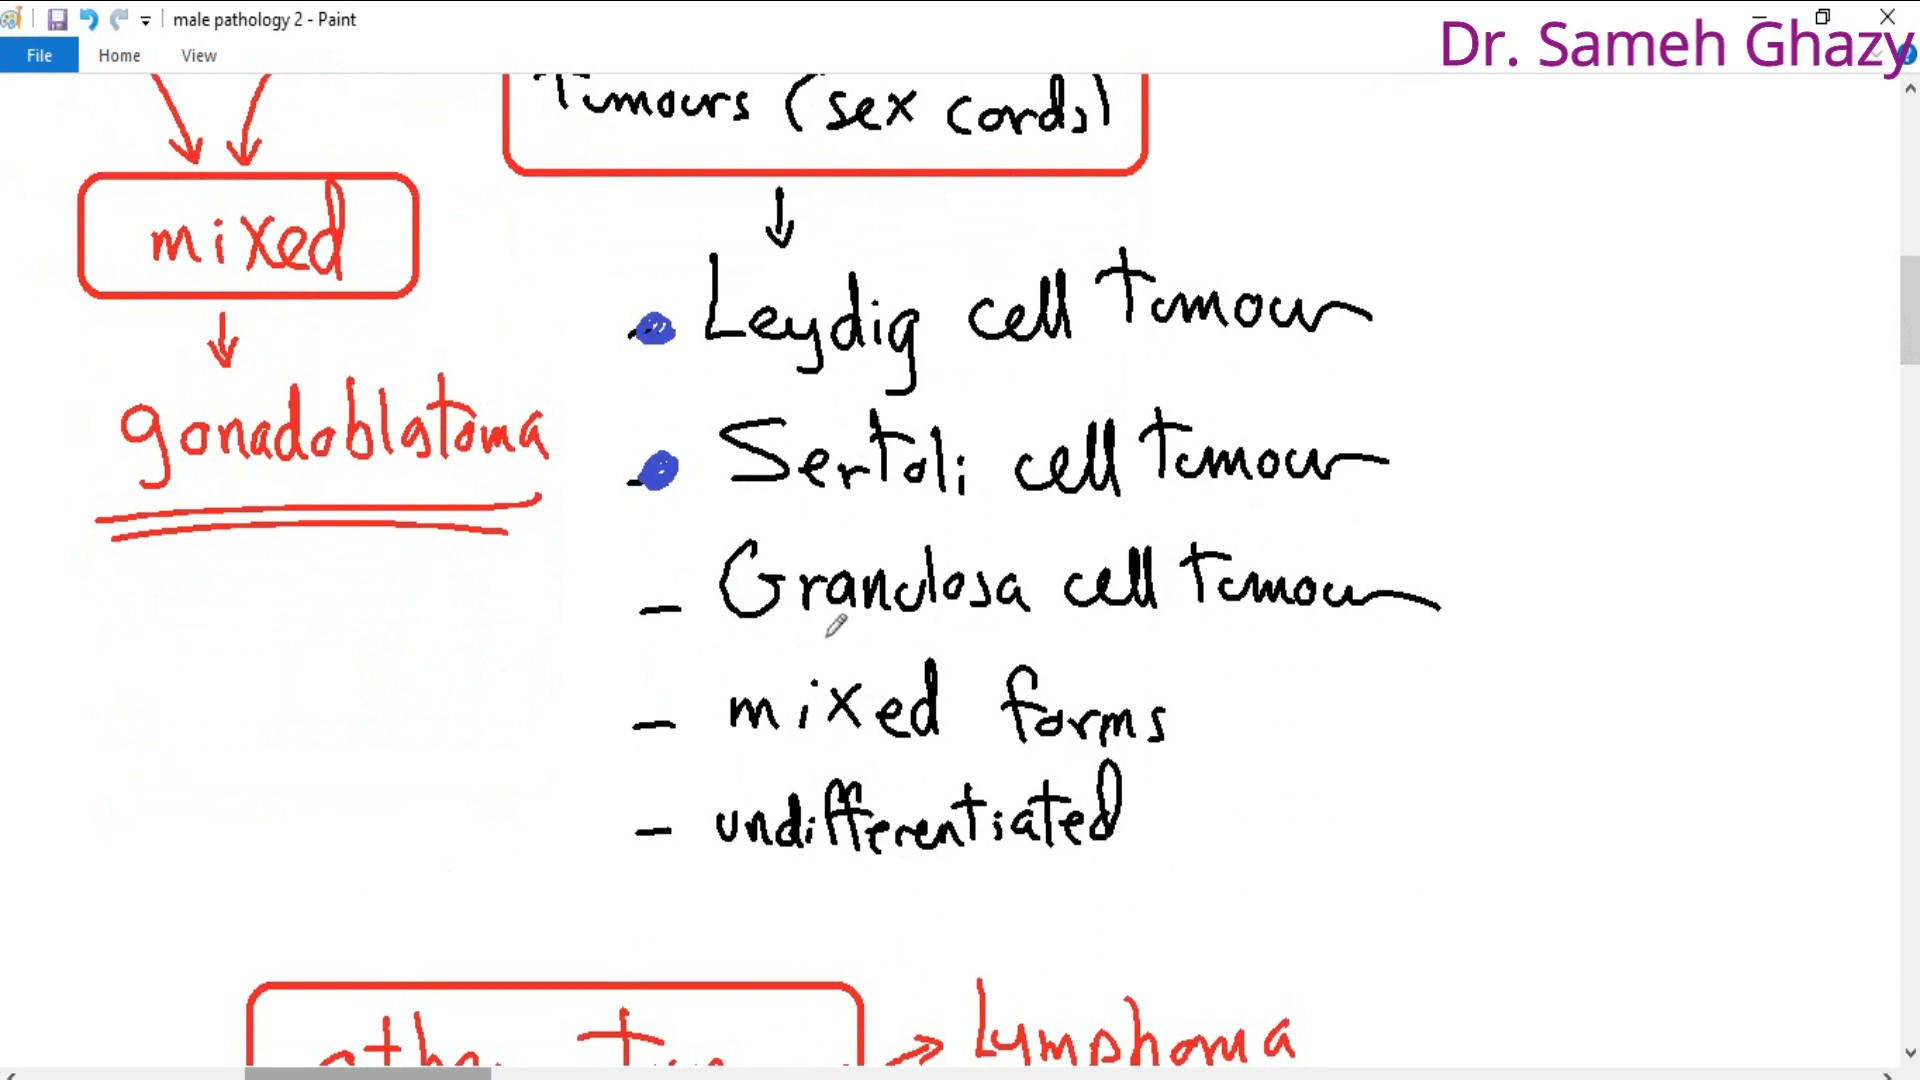 male pathology 2 - Paint
Dr. Sameh Ghazy
File Home View
Tumours (sex cords)
mixed
gonadoblatoma
Leydig cell Tumour
Sertoli cell Tumour
- Granulosa cell Tumour
- mixed forms
- undifferentiated
Lymphoma